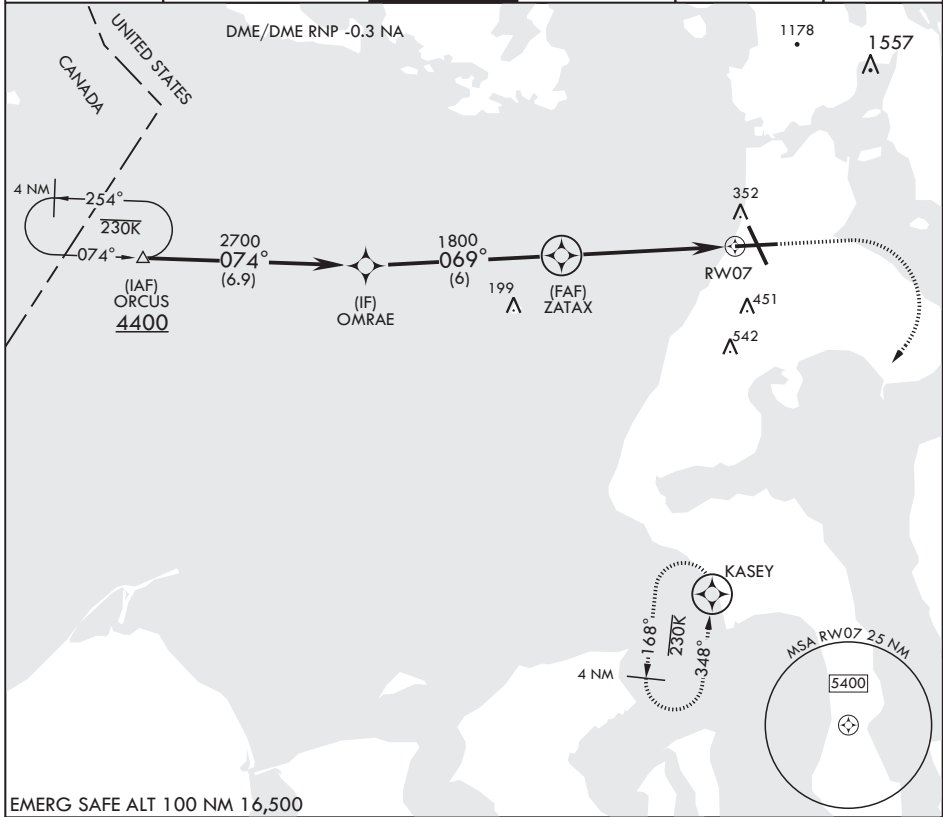 DME/DME RNP -0.3 NA
1178
1557
UNITED STATES
CANADA
4 NM
254°
230K
074°
(IAF)
ORCUS
4400
2700
074°
(6.9)
(IF)
OMRAE
1800
069°
(6)
199
(FAF)
ZATAX
352
RW07
451
542
KASEY
168°
230K
348°
4 NM
MSA RW07 25 NM
5400
EMERG SAFE ALT 100 NM 16,500